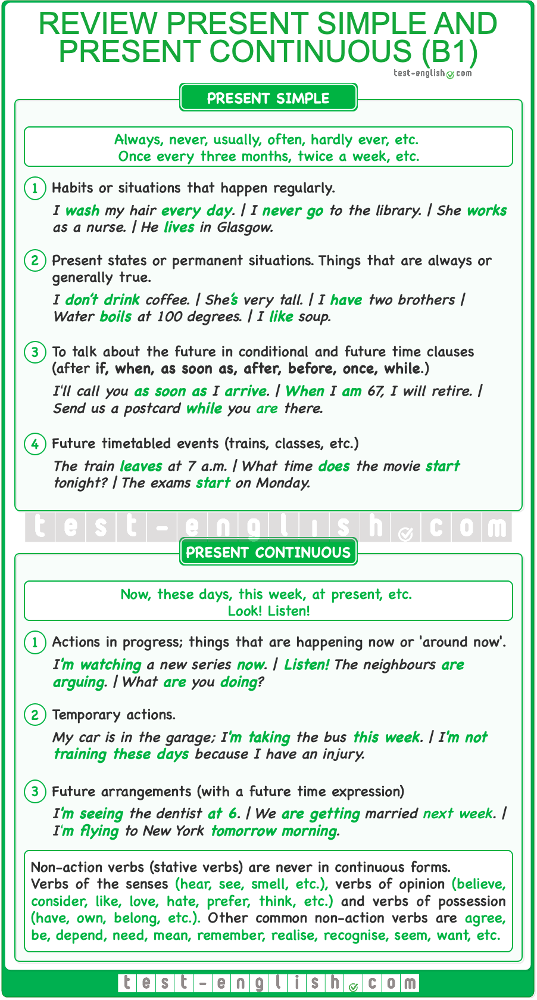 REVIEW PRESENT SIMPLE AND
PRESENT CONTINUOUS (B1)
test-english.com
PRESENT SIMPLE
Always, never, usually, often, hardly ever, etc.
Once every three months, twice a week, etc.
1 Habits or situations that happen regularly.
I wash my hair every day. | I never go to the library. | She works
as a nurse. | He lives in Glasgow.
2 Present states or permanent situations. Things that are always or
generally true.
I don't drink coffee. | She's very tall. | I have two brothers |
Water boils at 100 degrees. | I like soup.
3 To talk about the future in conditional and future time clauses
(after if, when, as soon as, after, before, once, while.)
I'll call you as soon as I arrive. | When I am 67, I will retire. |
Send us a postcard while you are there.
4 Future timetabled events (trains, classes, etc.)
The train leaves at 7 a.m. | What time does the movie start
tonight? | The exams start on Monday.
test-english.com
PRESENT CONTINUOUS
Now, these days, this week, at present, etc.
Look! Listen!
1 Actions in progress; things that are happening now or 'around now'.
I'm watching a new series now. | Listen! The neighbours are
arguing. | What are you doing?
2 Temporary actions.
My car is in the garage; I'm taking the bus this week. | I'm not
training these days because I have an injury.
3 Future arrangements (with a future time expression)
I'm seeing the dentist at 6. | We are getting married next week. |
I'm flying to New York tomorrow morning.
Non-action verbs (stative verbs) are never in continuous forms.
Verbs of the senses (hear, see, smell, etc.), verbs of opinion (believe,
consider, like, love, hate, prefer, think, etc.) and verbs of possession
(have, own, belong, etc.). Other common non-action verbs are agree,
be, depend, need, mean, remember, realise, recognise, seem, want, etc.
test-english.com